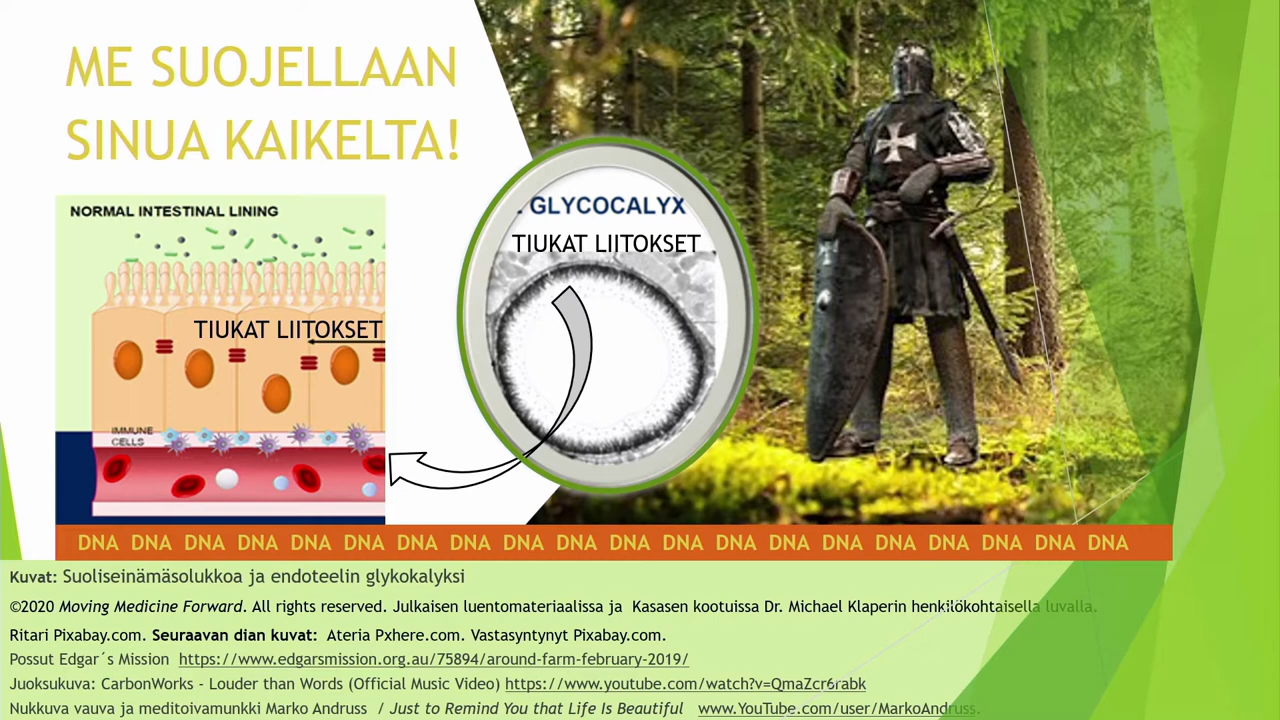 ME SUOJELLAAN
SINUA KAIKELTA!
NORMAL INTESTINAL LINING
TIUKAT LIITOKSET
IMMUNE
CELLS
GLYCOCALYX
TIUKAT LIITOKSET
DNA DNA DNA DNA DNA DNA DNA DNA DNA DNA DNA DNA DNA DNA DNA DNA DNA DNA DNA DNA
Kuvat: Suoliseinämäsolukkoa ja endoteelin glykokalyksi
©2020 Moving Medicine Forward. All rights reserved. Julkaisen luentomateriaalissa ja Kasasen kootuissa Dr. Michael Klaperin henkilökohtaisella luvalla.
Ritari Pixabay.com. Seuraavan dian kuvat: Ateria Pxhere.com. Vastasyntynyt Pixabay.com.
Possut Edgar´s Mission https://www.edgarsmission.org.au/75894/around-farm-february-2019/
Juoksukuva: CarbonWorks - Louder than Words (Official Music Video) https://www.youtube.com/watch?v=QmaZcr6rabk
Nukkuva vauva ja meditoivamunkki Marko Andruss / Just to Remind You that Life Is Beautiful www.YouTube.com/user/MarkoAndruss.